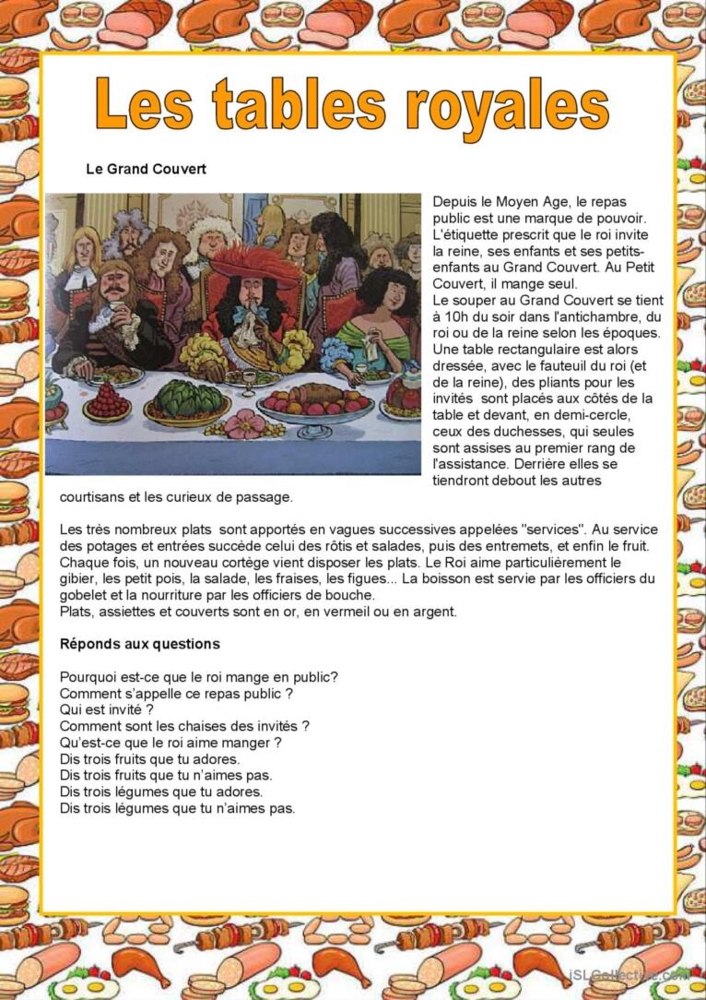 Les tables royales
Le Grand Couvert
Depuis le Moyen Age, le repas
public est une marque de pouvoir.
L'étiquette prescrit que le roi invite
la reine, ses enfants et ses petits-
enfants au Grand Couvert. Au Petit
Couvert, il mange seul.
Le souper au Grand Couvert se tient
à 10h du soir dans l'antichambre, du
roi ou de la reine selon les époques.
Une table rectangulaire est alors
dressée, avec le fauteuil du roi (et
de la reine), des pliants pour les
invités sont placés aux côtés de la
table et devant, en demi-cercle,
ceux des duchesses, qui seules
sont assises au premier rang de
l'assistance. Derrière elles se
tiendront debout les autres
courtisans et les curieux de passage.
Les très nombreux plats sont apportés en vagues successives appelées "services". Au service
des potages et entrées succède celui des rôtis et salades, puis des entremets, et enfin le fruit.
Chaque fois, un nouveau cortège vient disposer les plats. Le Roi aime particulièrement le
gibier, les petit pois, la salade, les fraises, les figues... La boisson est servie par les officiers du
gobelet et la nourriture par les officiers de bouche.
Plats, assiettes et couverts sont en or, en vermeil ou en argent.
Réponds aux questions
Pourquoi est-ce que le roi mange en public?
Comment s'appelle ce repas public ?
Qui est invité ?
Comment sont les chaises des invités ?
Qu'est-ce que le roi aime manger ?
Dis trois fruits que tu adores.
Dis trois fruits que tu n'aimes pas.
Dis trois légumes que tu adores.
Dis trois légumes que tu n'aimes pas.
iSLCollective.com